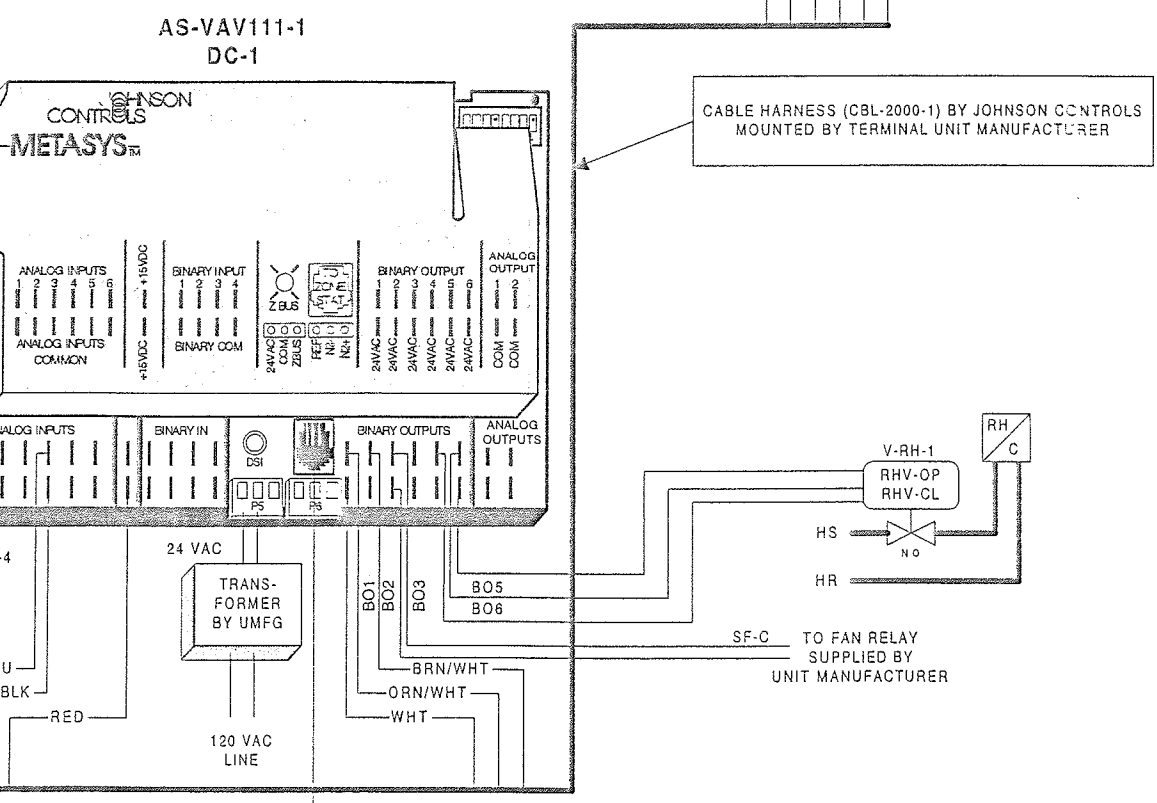 AS-VAV111-1
DC-1
JOHNSON
CONTROLS
METASYS™
CABLE HARNESS (CBL-2000-1) BY JOHNSON CONTROLS
MOUNTED BY TERMINAL UNIT MANUFACTURER
ANALOG INPUTS
1 2 3 4 5 6
ANALOG INPUTS
COMMON
+15VDC
+15VDC
BINARY INPUT
1 2 3 4
BINARY COM
Z BUS
TO
ZONE
STAT.
24VAC
COM
ZBUS
REF
N2-
N2+
BINARY OUTPUT
1 2 3 4 5 6
24VAC
24VAC
24VAC
24VAC
24VAC
24VAC
ANALOG
OUTPUT
1 2
COM
COM
NALOG INPUTS
BINARY IN
DSI
P5
P6
BINARY OUTPUTS
ANALOG
OUTPUTS
RH
C
V-RH-1
RHV-OP
RHV-CL
HS
NO
HR
-4
24 VAC
TRANS-
FORMER
BY UMFG
BO1
BO2
BO3
BO5
BO6
SF-C
TO FAN RELAY
SUPPLIED BY
UNIT MANUFACTURER
U
BLK
RED
BRN/WHT
ORN/WHT
WHT
120 VAC
LINE